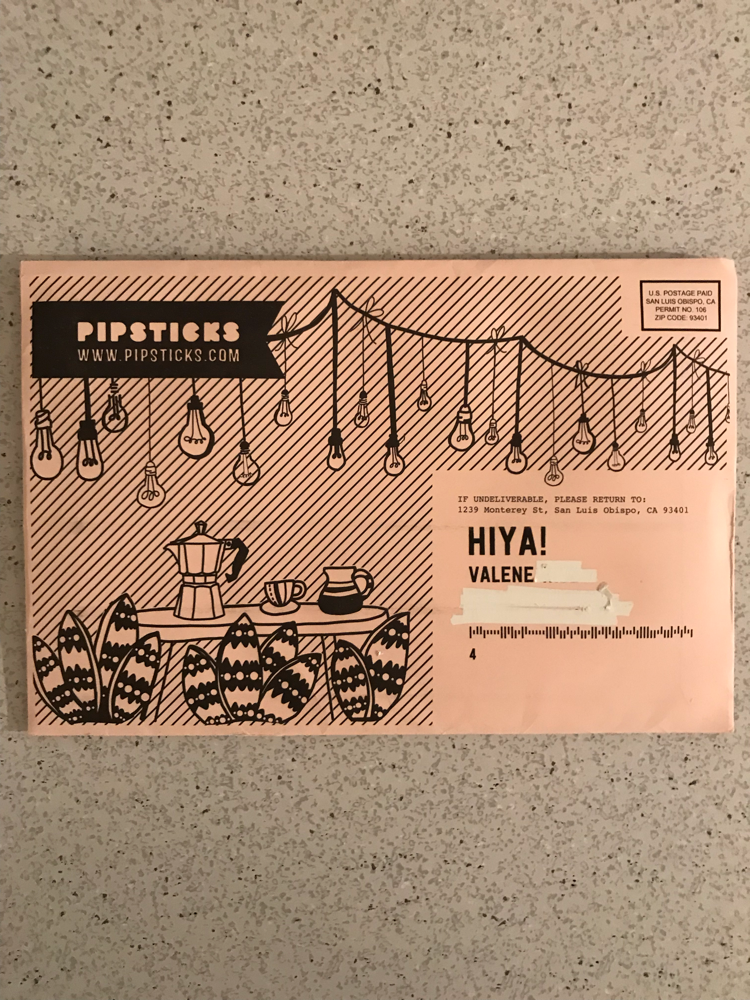 PIPSTICKS
WWW.PIPSTICKS.COM
U.S. POSTAGE PAID
SAN LUIS OBISPO, CA
PERMIT NO. 106
ZIP CODE: 93401
IF UNDELIVERABLE, PLEASE RETURN TO:
1239 Monterey St, San Luis Obispo, CA 93401
HIYA!
VALENE
4